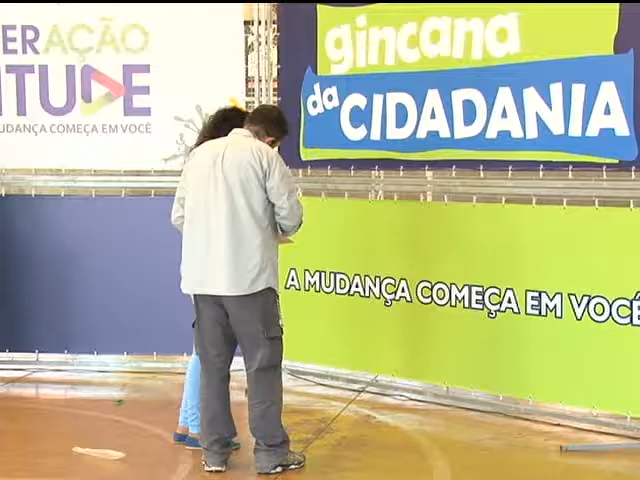 ERAÇÃO
ITUDE
MUDANÇA COMEÇA EM VOCÊ
gincana
da CIDADANIA
A MUDANÇA COMEÇA EM VOCÊ